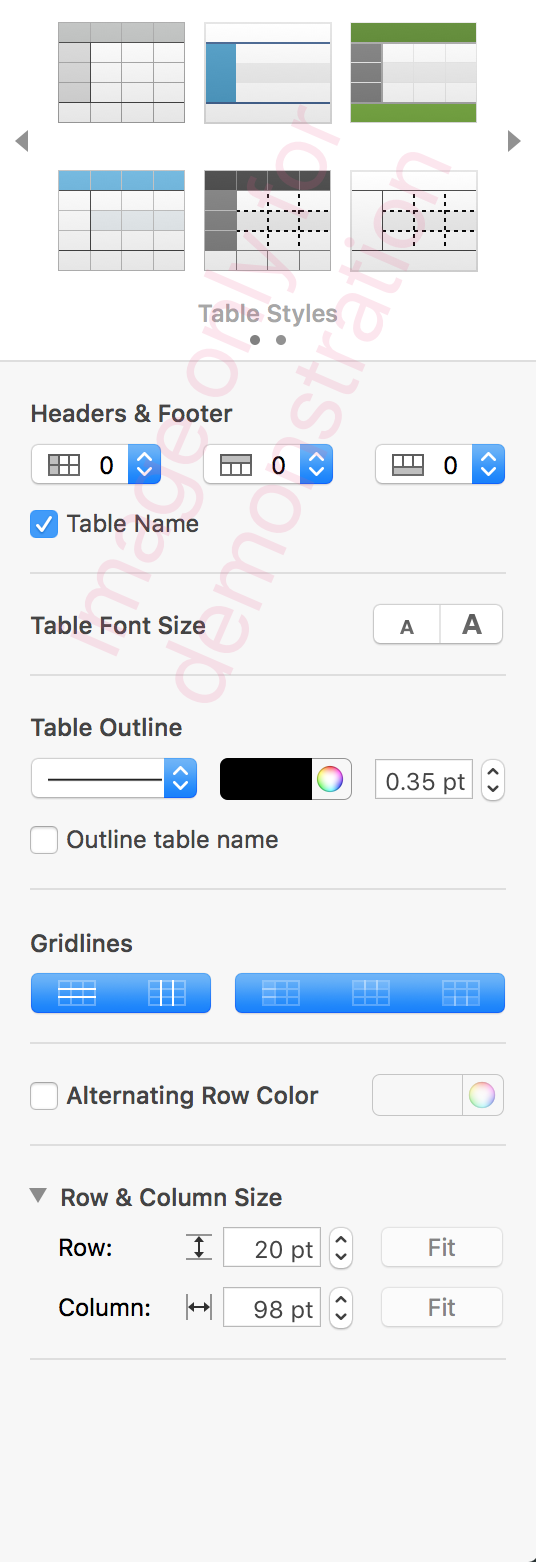 Table Styles
Headers & Footer
0 0 0
Table Name
Table Font Size A A
Table Outline
0.35 pt
Outline table name
Gridlines
Alternating Row Color
Row & Column Size
Row: 20 pt Fit
Column: 98 pt Fit
Image only for
demonstration